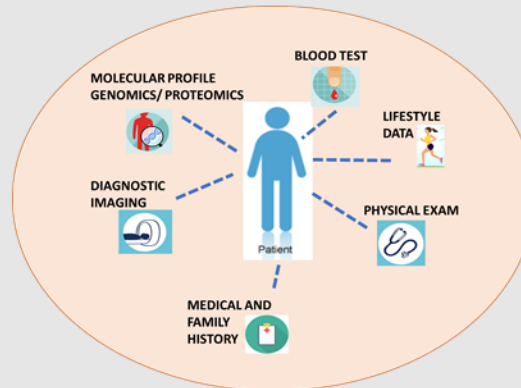 BLOOD TEST
MOLECULAR PROFILE
GENOMICS/ PROTEOMICS
LIFESTYLE
DATA
DIAGNOSTIC
IMAGING
PHYSICAL EXAM
Patient
MEDICAL AND
FAMILY
HISTORY